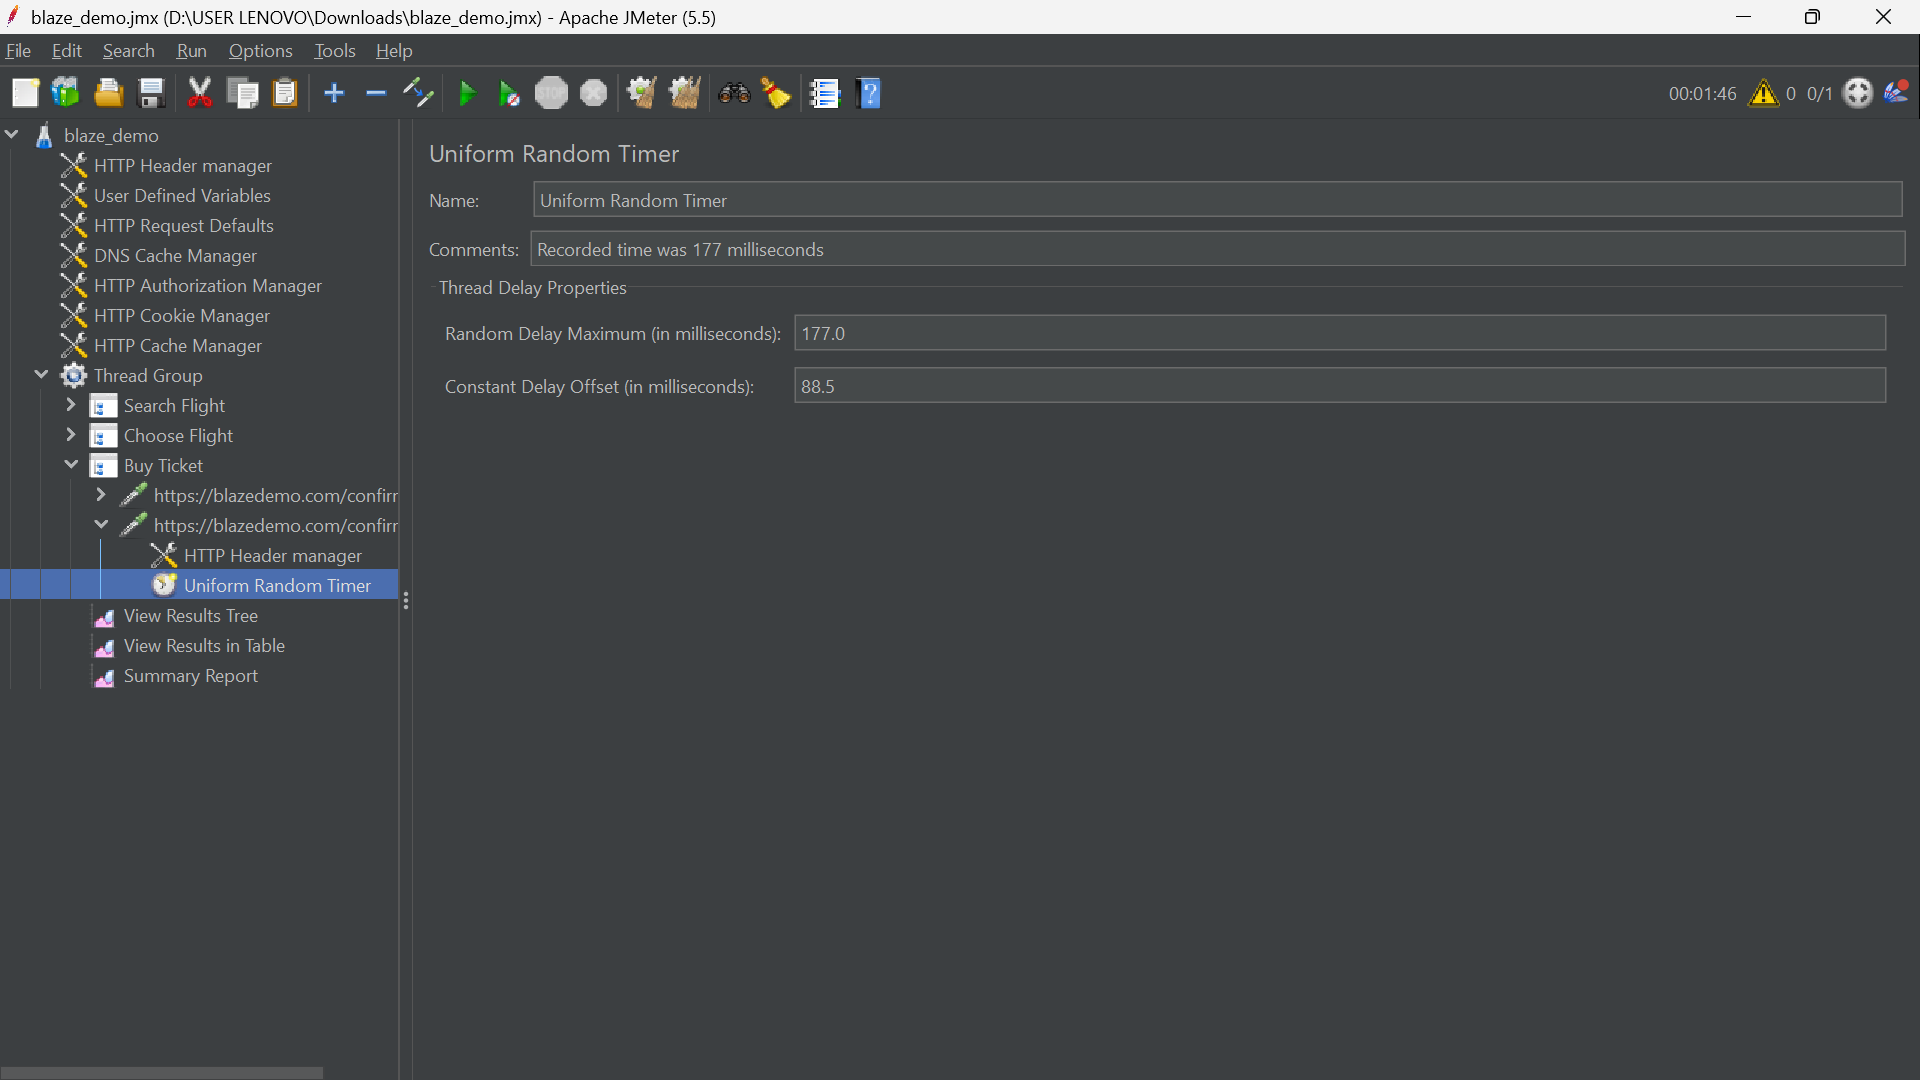 blaze_demo.jmx (D:\USER LENOVO\Downloads\blaze_demo.jmx) - Apache JMeter (5.5)
File Edit Search Run Options Tools Help
STOP
?
00:01:46 0 0/1
blaze_demo
HTTP Header manager
User Defined Variables
HTTP Request Defaults
DNS Cache Manager
HTTP Authorization Manager
HTTP Cookie Manager
HTTP Cache Manager
Thread Group
Search Flight
Choose Flight
Buy Ticket
https://blazedemo.com/confir
https://blazedemo.com/confir
HTTP Header manager
Uniform Random Timer
View Results Tree
View Results in Table
Summary Report
Uniform Random Timer
Name: Uniform Random Timer
Comments: Recorded time was 177 milliseconds
Thread Delay Properties
Random Delay Maximum (in milliseconds): 177.0
Constant Delay Offset (in milliseconds): 88.5